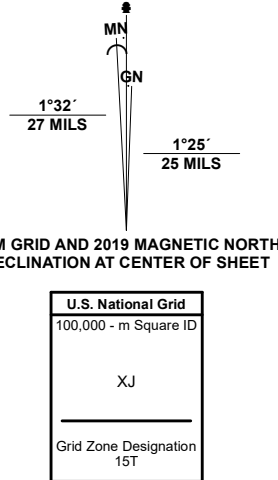 MN
GN
1°32´
27 MILS
1°25´
25 MILS
M GRID AND 2019 MAGNETIC NORTH
ECLINATION AT CENTER OF SHEET
U.S. National Grid
100,000 - m Square ID
XJ
Grid Zone Designation
15T